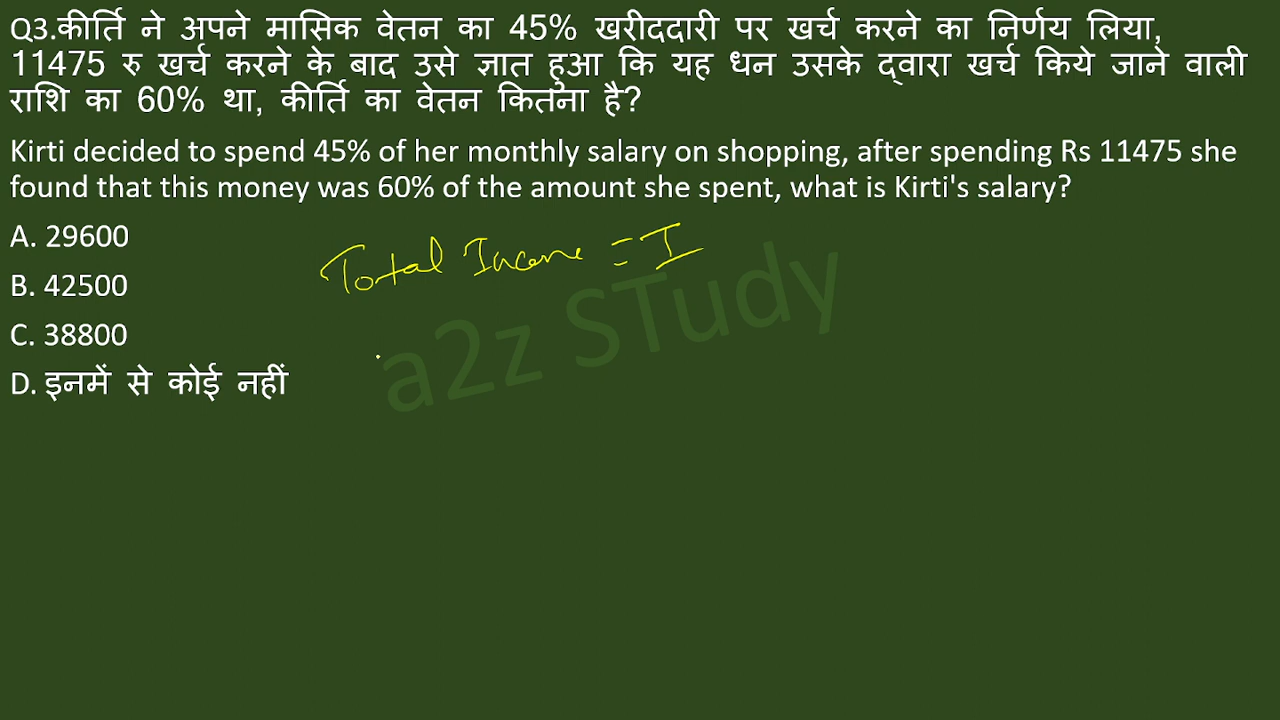 Q3.कीर्ति ने अपने मासिक वेतन का 45% खरीददारी पर खर्च करने का निर्णय लिया,
11475 रु खर्च करने के बाद उसे ज्ञात हुआ कि यह धन उसके द्वारा खर्च किये जाने वाली
राशि का 60% था, कीर्ति का वेतन कितना है?
Kirti decided to spend 45% of her monthly salary on shopping, after spending Rs 11475 she
found that this money was 60% of the amount she spent, what is Kirti's salary?
A. 29600
Total Income = I
B. 42500
C. 38800
a2z STudy
D. इनमें से कोई नहीं